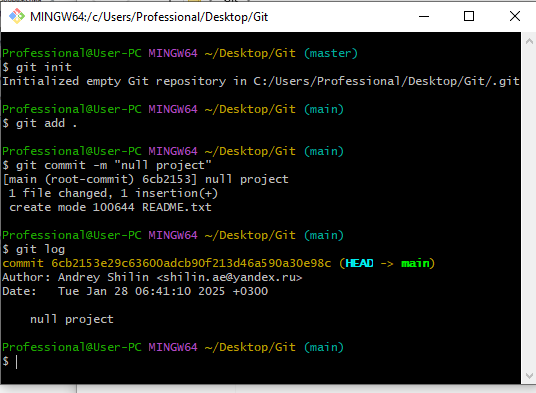 MINGW64:/c/Users/Professional/Desktop/Git
Professional@User-PC MINGW64 ~/Desktop/Git (master)
$ git init
Initialized empty Git repository in C:/Users/Professional/Desktop/Git/.git
Professional@User-PC MINGW64 ~/Desktop/Git (main)
$ git add .
Professional@User-PC MINGW64 ~/Desktop/Git (main)
$ git commit -m "null project"
[main (root-commit) 6cb2153] null project
1 file changed, 1 insertion(+)
create mode 100644 README.txt
Professional@User-PC MINGW64 ~/Desktop/Git (main)
$ git log
commit 6cb2153e29c63600adcb90f213d46a590a30e98c (HEAD -> main)
Author: Andrey Shilin <shilin.ae@yandex.ru>
Date:   Tue Jan 28 06:41:10 2025 +0300
null project
Professional@User-PC MINGW64 ~/Desktop/Git (main)
$